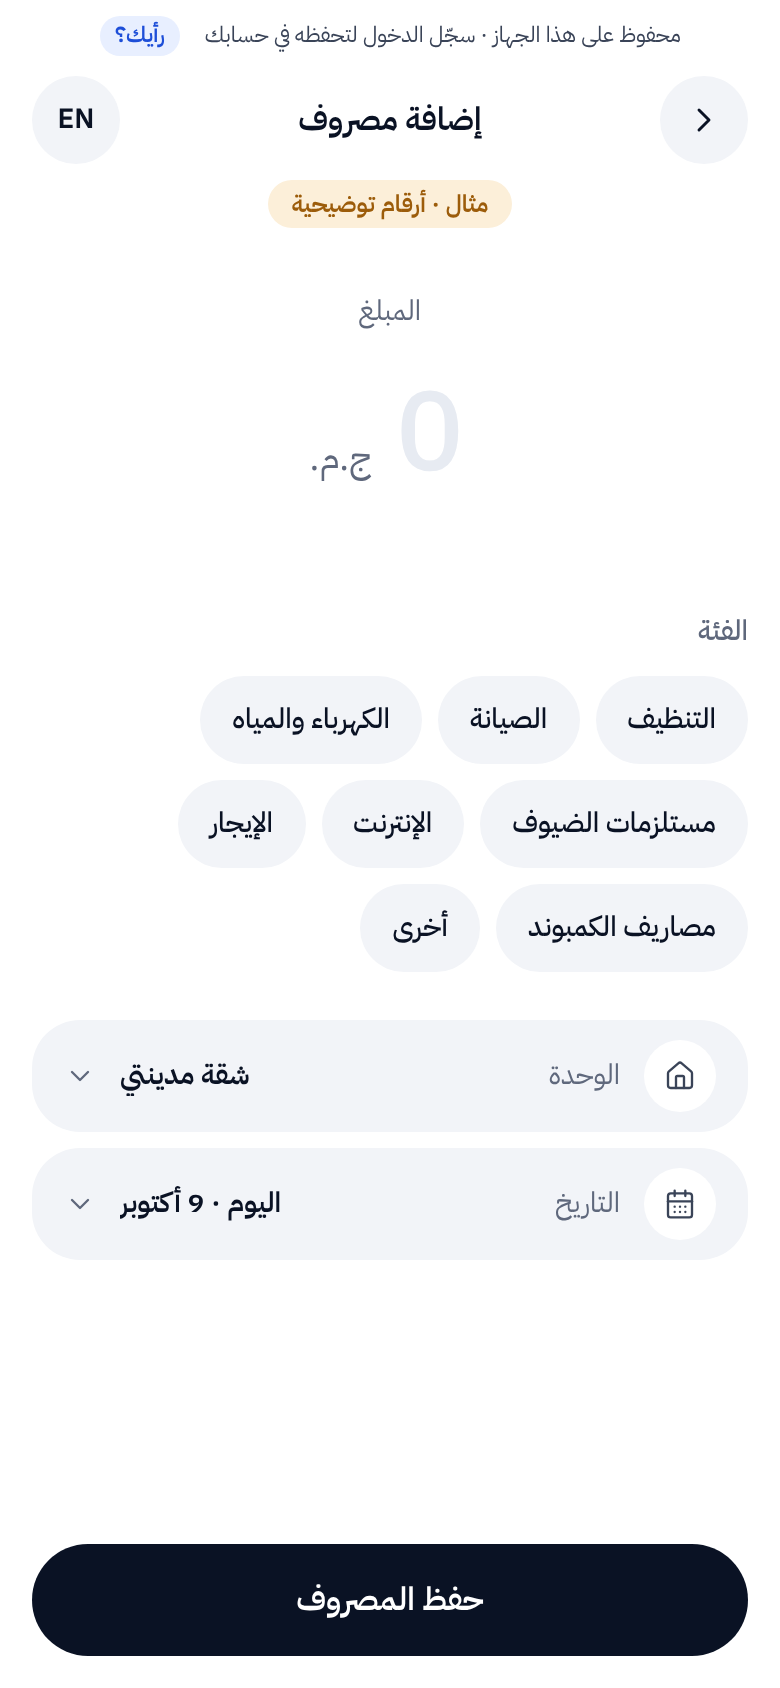 محفوظ على هذا الجهاز · سجّل الدخول لتحفظه في حسابك رأيك؟
إضافة مصروف EN
مثال · أرقام توضيحية
المبلغ
0 ج.م.
الفئة
التنظيف الصيانة الكهرباء والمياه
مستلزمات الضيوف الإنترنت الإيجار
مصاريف الكمبوند أخرى
الوحدة شقة مدينتي
التاريخ اليوم · 9 أكتوبر
حفظ المصروف